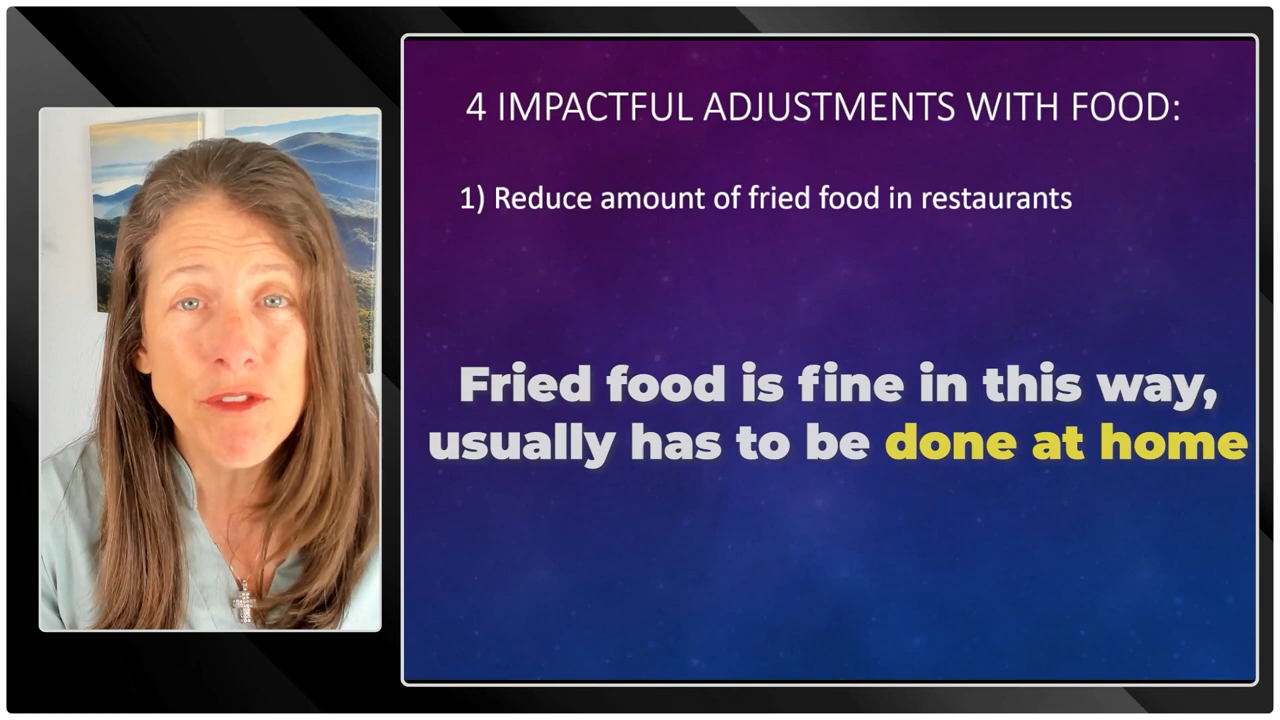 4 IMPACTFUL ADJUSTMENTS WITH FOOD:
1) Reduce amount of fried food in restaurants
Fried food is fine in this way,
usually has to be done at home